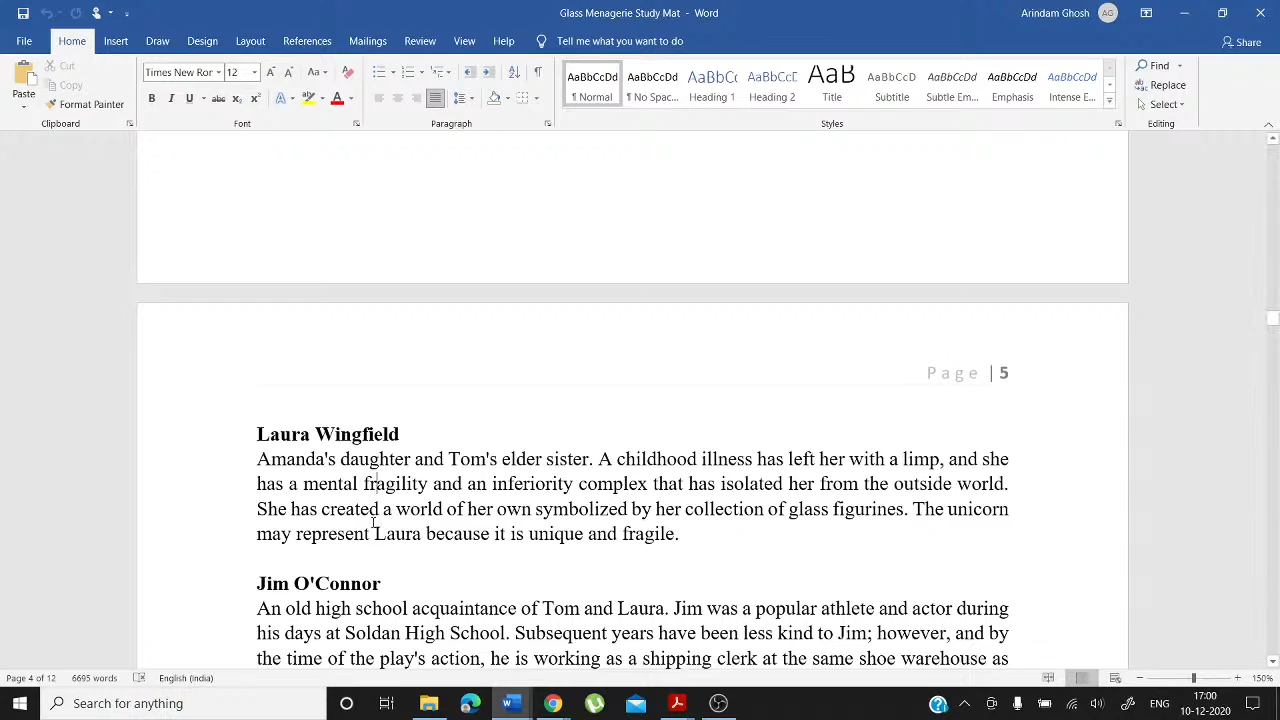 Glass Menagerie Study Mat - Word
Arindam Ghosh AG
File Home Insert Draw Design Layout References Mailings Review View Help Tell me what you want to do Share
Paste
Cut
Copy
Format Painter
Times New Ror 12
AaBbCcDd AaBbCcDd AaBbCc AaBbCcE AaB AaBbCcD AaBbCcDd AaBbCcDd AaBbCcDd
¶ Normal ¶ No Spac... Heading 1 Heading 2 Title Subtitle Subtle Em... Emphasis Intense E...
Find
Replace
Select
Clipboard Font Paragraph Styles Editing
Page | 5
Laura Wingfield
Amanda's daughter and Tom's elder sister. A childhood illness has left her with a limp, and she
has a mental fragility and an inferiority complex that has isolated her from the outside world.
She has created a world of her own symbolized by her collection of glass figurines. The unicorn
may represent Laura because it is unique and fragile.
Jim O'Connor
An old high school acquaintance of Tom and Laura. Jim was a popular athlete and actor during
his days at Soldan High School. Subsequent years have been less kind to Jim; however, and by
the time of the play's action, he is working as a shipping clerk at the same shoe warehouse as
Page 4 of 12 6695 words English (India) 150%
Search for anything
ENG
17:00
10-12-2020